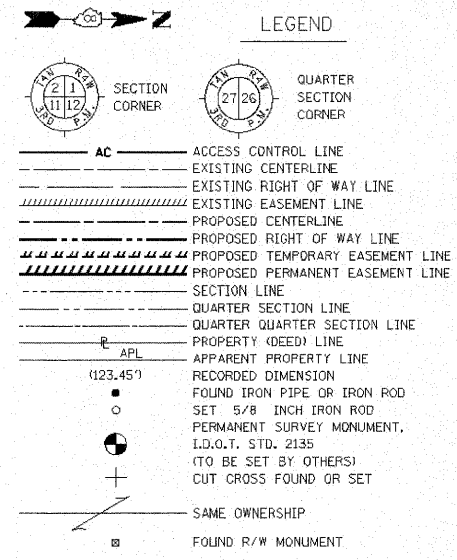 Z
LEGEND
T4N R4W
2 1
11 12
3RD P.M.
SECTION
CORNER
T4N R4W
27 26
3RD P.M.
QUARTER
SECTION
CORNER
AC ACCESS CONTROL LINE
EXISTING CENTERLINE
EXISTING RIGHT OF WAY LINE
EXISTING EASEMENT LINE
PROPOSED CENTERLINE
PROPOSED RIGHT OF WAY LINE
PROPOSED TEMPORARY EASEMENT LINE
PROPOSED PERMANENT EASEMENT LINE
SECTION LINE
QUARTER SECTION LINE
QUARTER QUARTER SECTION LINE
PL PROPERTY (DEED) LINE
APL APPARENT PROPERTY LINE
(123.45') RECORDED DIMENSION
FOUND IRON PIPE OR IRON ROD
SET 5/8 INCH IRON ROD
PERMANENT SURVEY MONUMENT,
I.D.O.T. STD. 2135
(TO BE SET BY OTHERS)
CUT CROSS FOUND OR SET
SAME OWNERSHIP
FOUND R/W MONUMENT